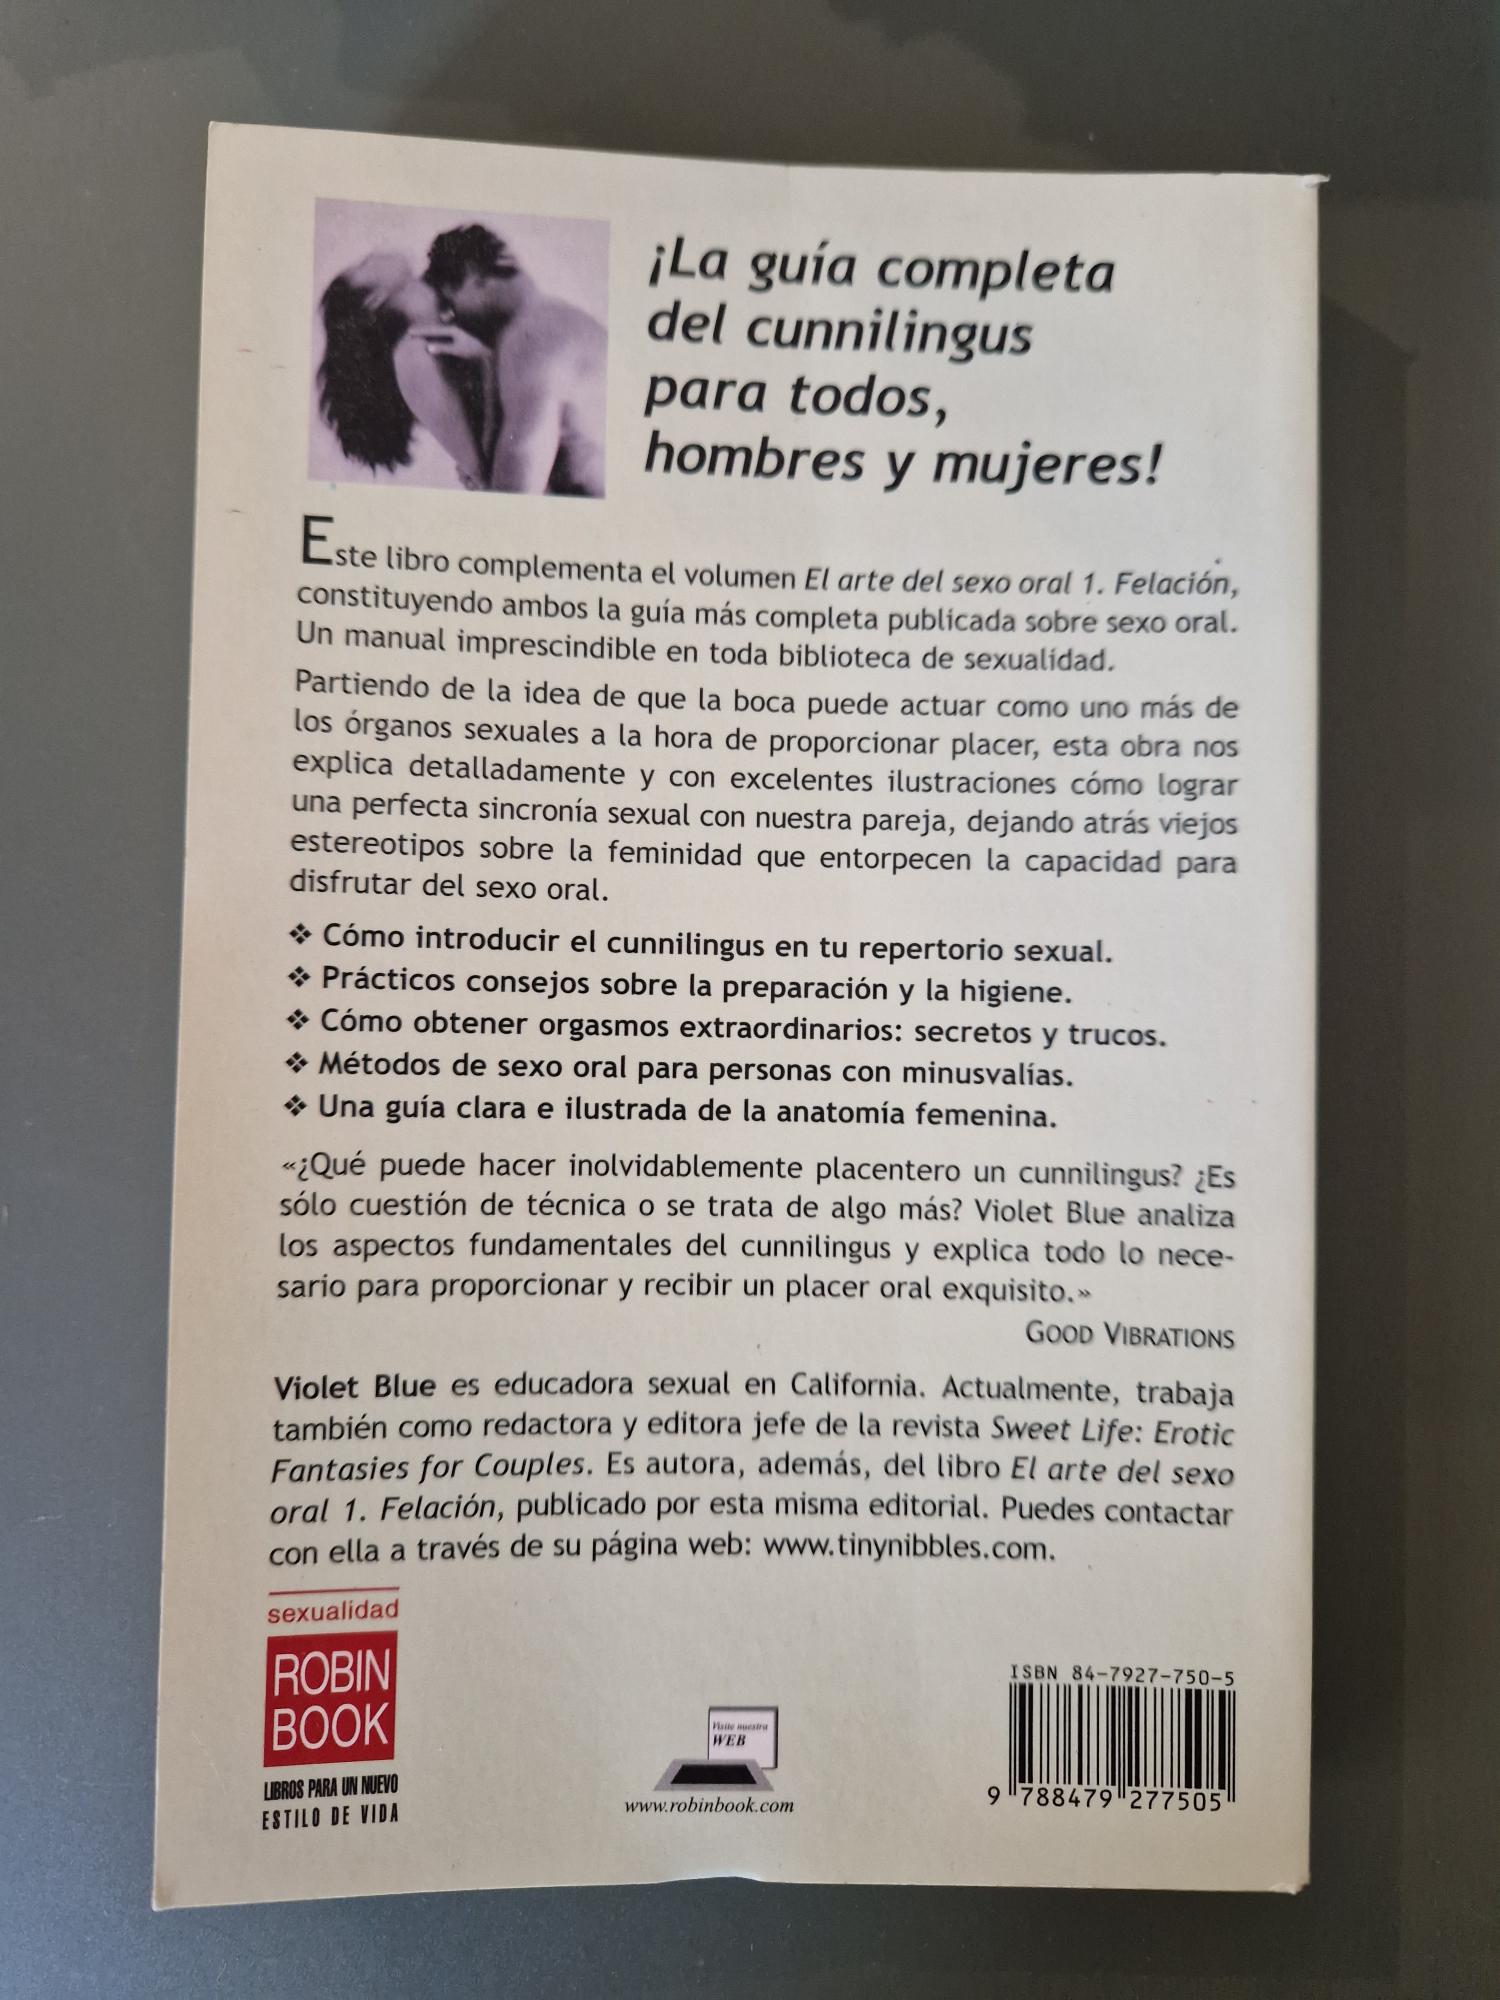 ¡La guía completa
del cunnilingus
para todos,
hombres y mujeres!
Este libro complementa el volumen El arte del sexo oral 1. Felación,
constituyendo ambos la guía más completa publicada sobre sexo oral.
Un manual imprescindible en toda biblioteca de sexualidad.
Partiendo de la idea de que la boca puede actuar como uno más de
los órganos sexuales a la hora de proporcionar placer, esta obra nos
explica detalladamente y con excelentes ilustraciones cómo lograr
una perfecta sincronía sexual con nuestra pareja, dejando atrás viejos
estereotipos sobre la feminidad que entorpecen la capacidad para
disfrutar del sexo oral.
❖ Cómo introducir el cunnilingus en tu repertorio sexual.
❖ Prácticos consejos sobre la preparación y la higiene.
❖ Cómo obtener orgasmos extraordinarios: secretos y trucos.
❖ Métodos de sexo oral para personas con minusvalías.
❖ Una guía clara e ilustrada de la anatomía femenina.
«¿Qué puede hacer inolvidablemente placentero un cunnilingus? ¿Es
sólo cuestión de técnica o se trata de algo más? Violet Blue analiza
los aspectos fundamentales del cunnilingus y explica todo lo nece-
sario para proporcionar y recibir un placer oral exquisito.»
GOOD VIBRATIONS
Violet Blue es educadora sexual en California. Actualmente, trabaja
también como redactora y editora jefe de la revista Sweet Life: Erotic
Fantasies for Couples. Es autora, además, del libro El arte del sexo
oral 1. Felación, publicado por esta misma editorial. Puedes contactar
con ella a través de su página web: www.tinynibbles.com.
sexualidad
ROBIN
BOOK
LIBROS PARA UN NUEVO
ESTILO DE VIDA
Visite nuestra
WEB
www.robinbook.com
ISBN 84-7927-750-5
9 788479 277505